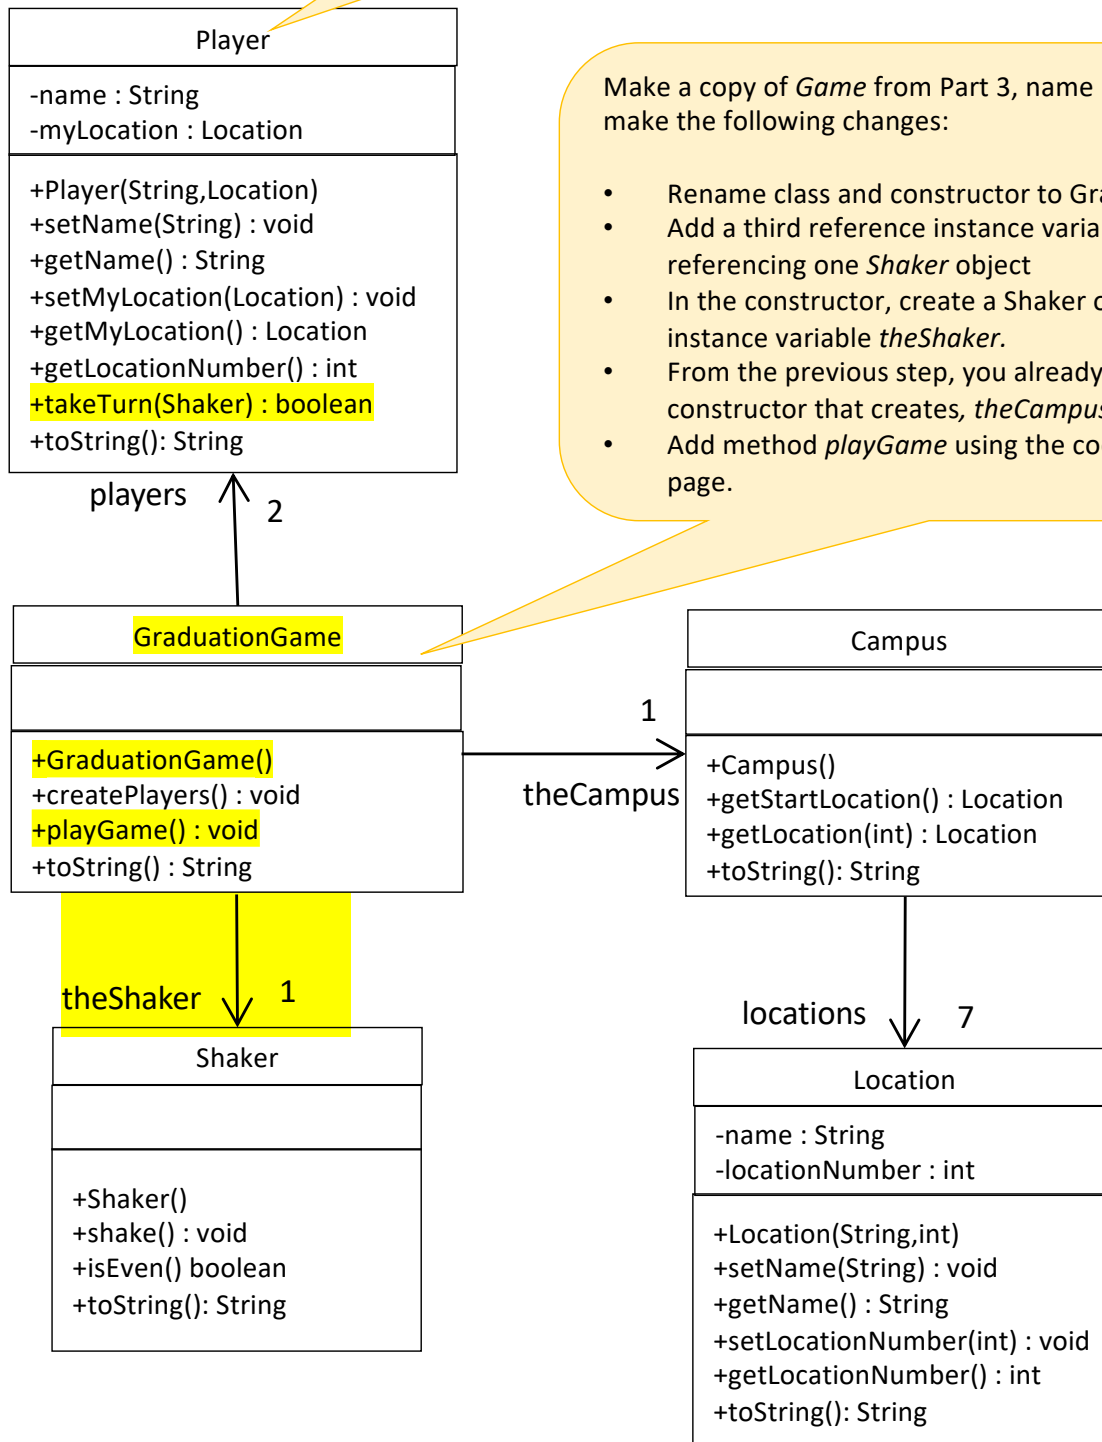 Player
-name : String
-myLocation : Location
+Player(String,Location)
+setName(String) : void
+getName() : String
+setMyLocation(Location) : void
+getMyLocation() : Location
+getLocationNumber() : int
+takeTurn(Shaker) : boolean
+toString(): String
players
2
Make a copy of Game from Part 3, name
make the following changes:
• Rename class and constructor to
• Add a third reference instance
referencing one Shaker object
• In the constructor, create a Shaker
instance variable theShaker.
• From the previous step, you already
constructor that creates, theCampus
• Add method playGame using the
page.
GraduationGame
+GraduationGame()
+createPlayers() : void
+playGame() : void
+toString() : String
1
theCampus
Campus
+Campus()
+getStartLocation() : Location
+getLocation(int) : Location
+toString(): String
theShaker
1
Shaker
+Shaker()
+shake() : void
+isEven() boolean
+toString(): String
locations
7
Location
-name : String
-locationNumber : int
+Location(String,int)
+setName(String) : void
+getName() : String
+setLocationNumber(int) : void
+getLocationNumber() : int
+toString(): String